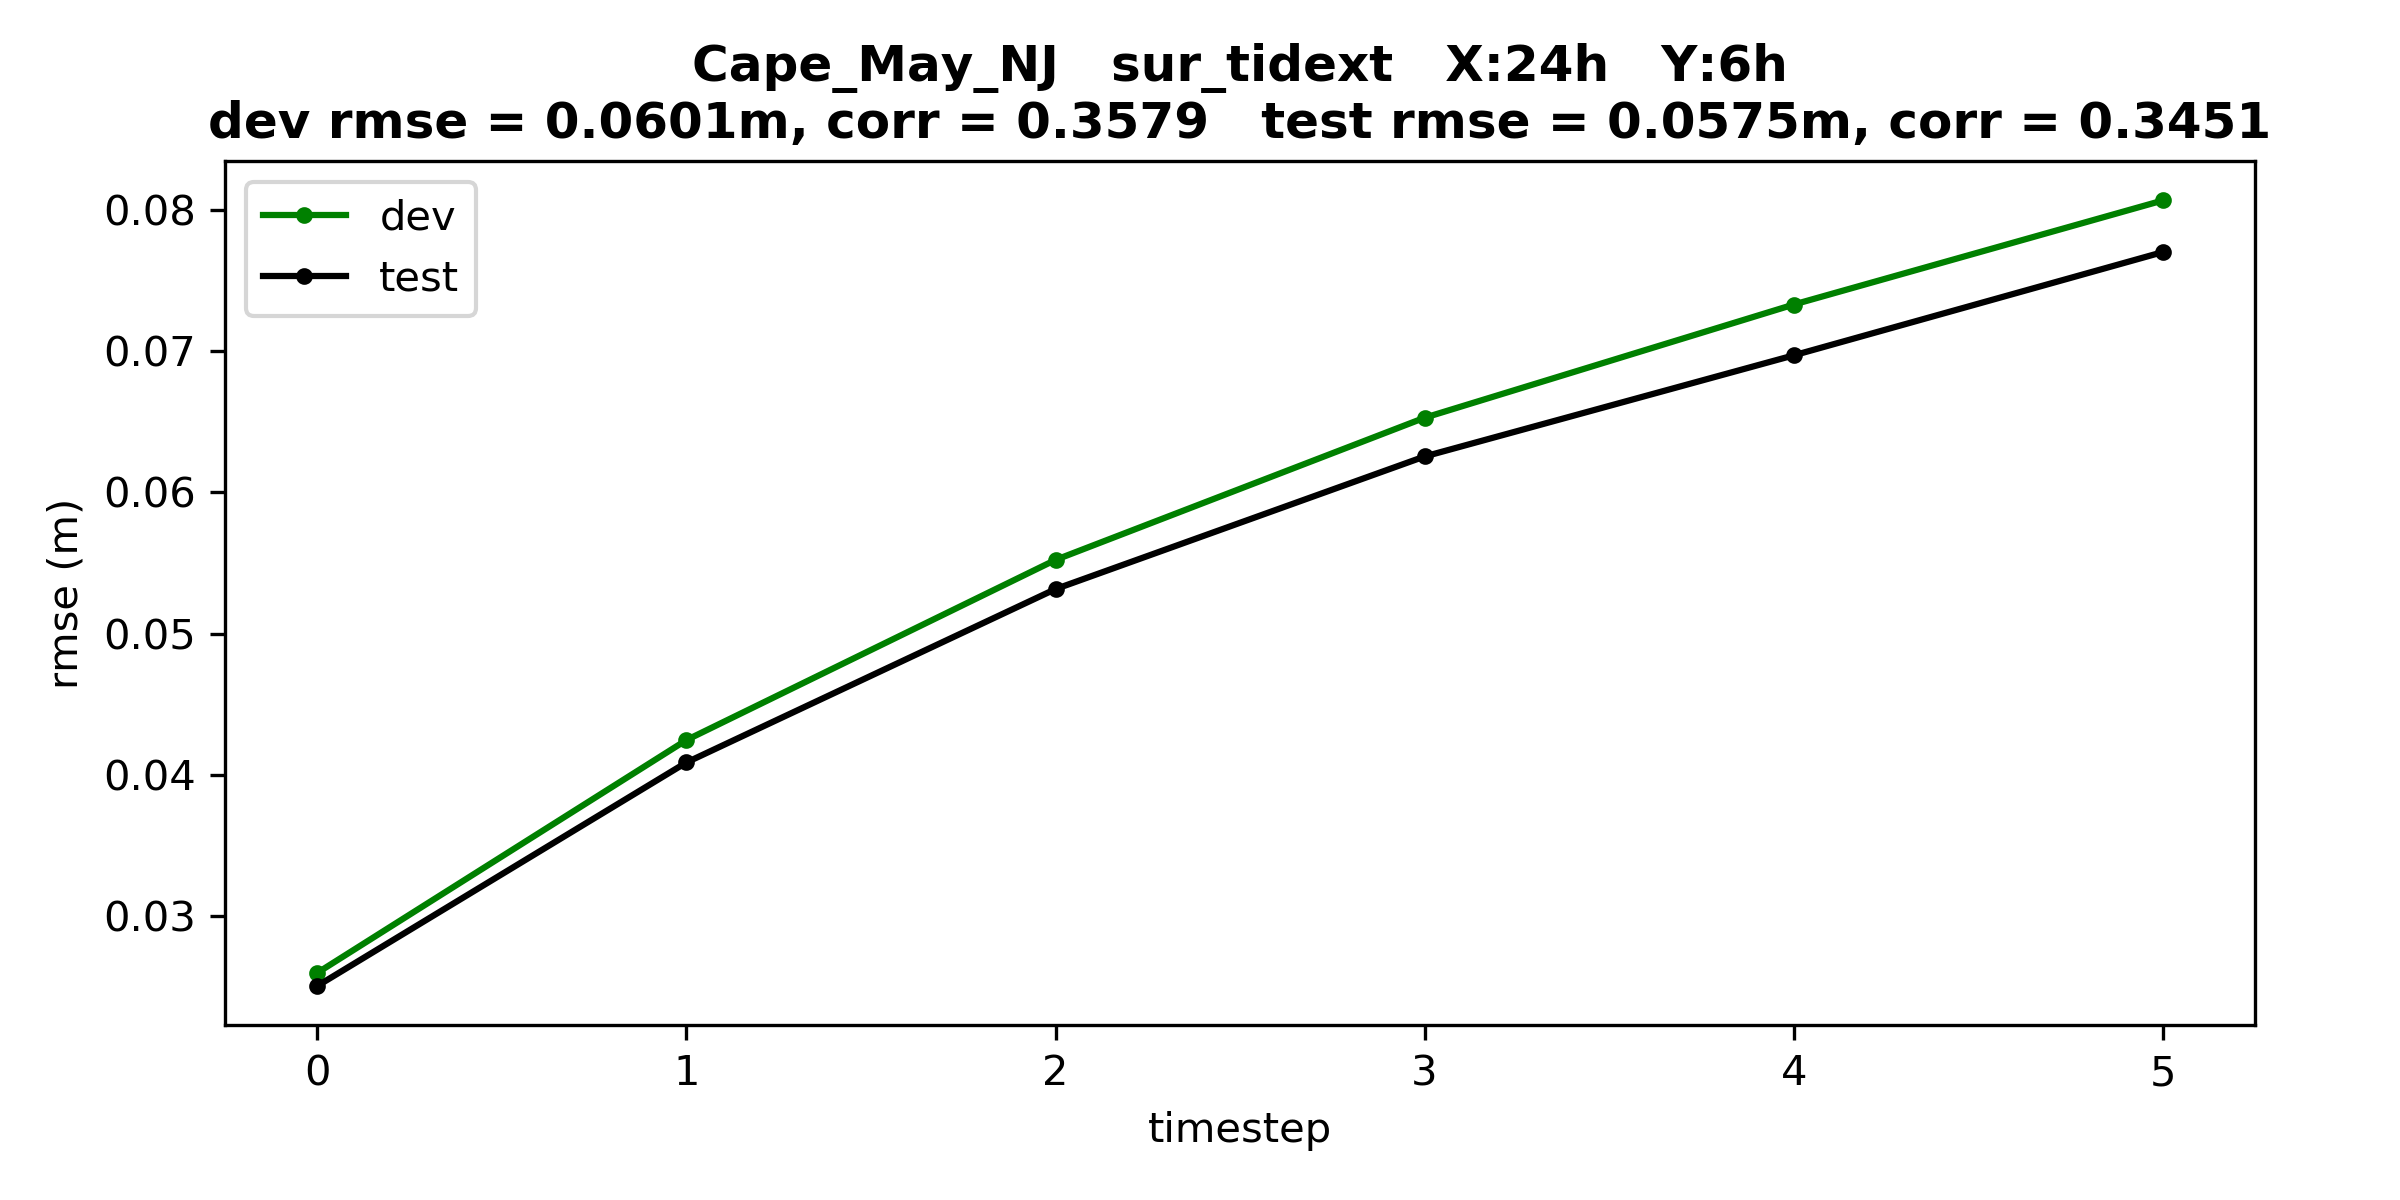 Cape_May_NJ   sur_tidext   X:24h   Y:6h
dev rmse = 0.0601m, corr = 0.3579   test rmse = 0.0575m, corr = 0.3451
dev
test
0.08
0.07
0.06
0.05
0.04
0.03
rmse (m)
0 1 2 3 4 5
timestep